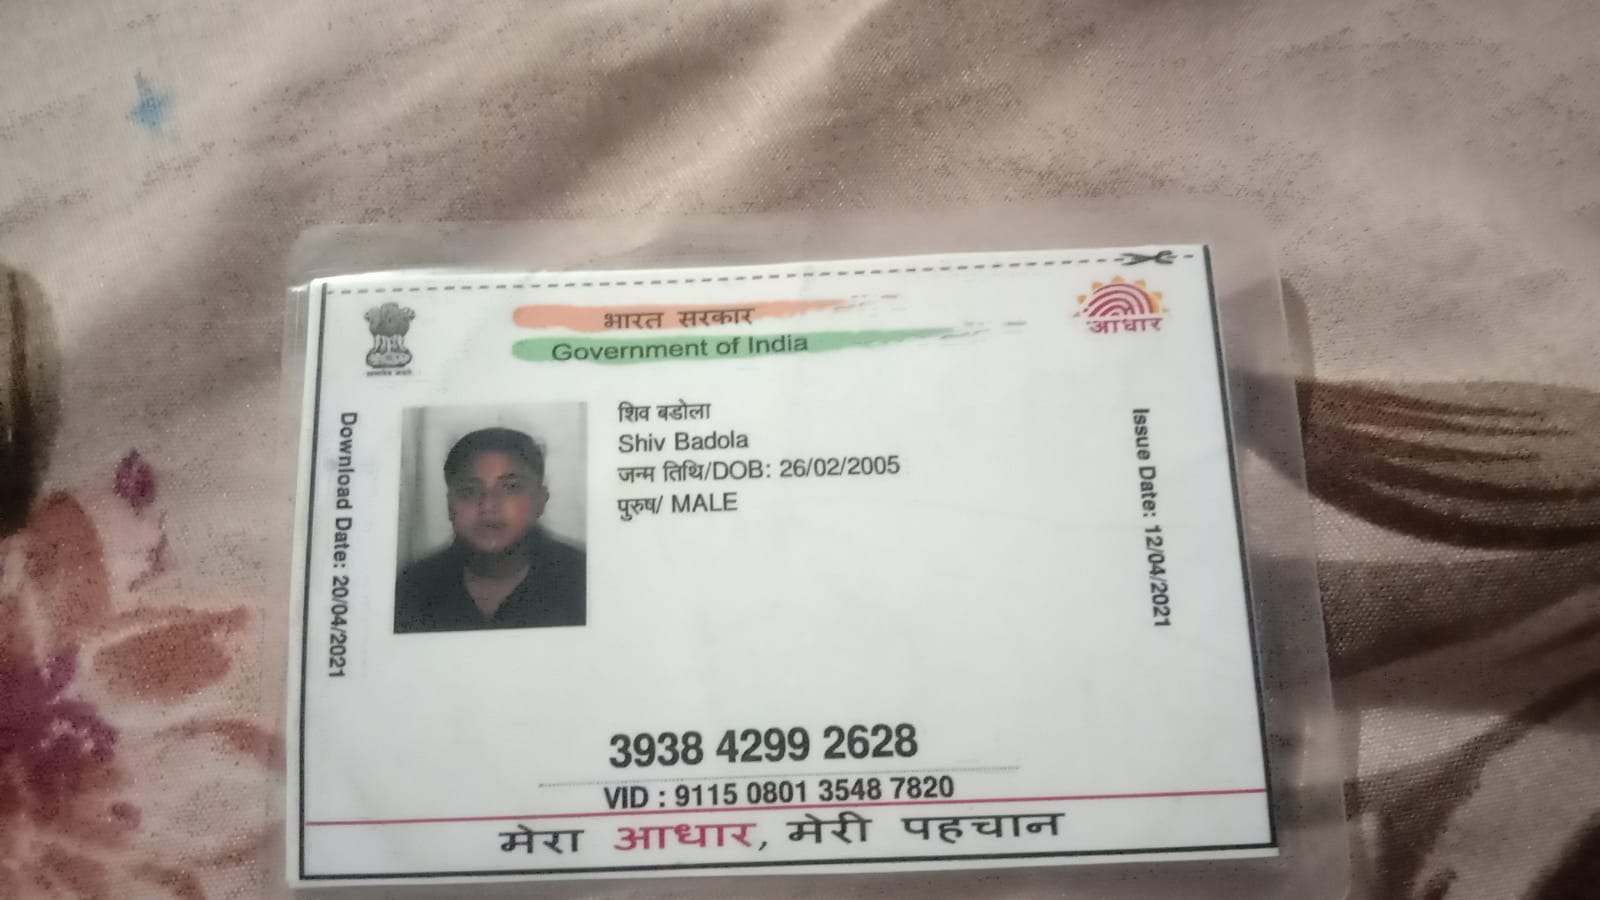 भारत सरकार
Government of India
आधार
Download Date: 20/04/2021
शिव बडोला
Shiv Badola
जन्म तिथि/DOB: 26/02/2005
पुरुष/ MALE
Issue Date: 12/04/2021
3938 4299 2628
VID : 9115 0801 3548 7820
मेरा आधार, मेरी पहचान